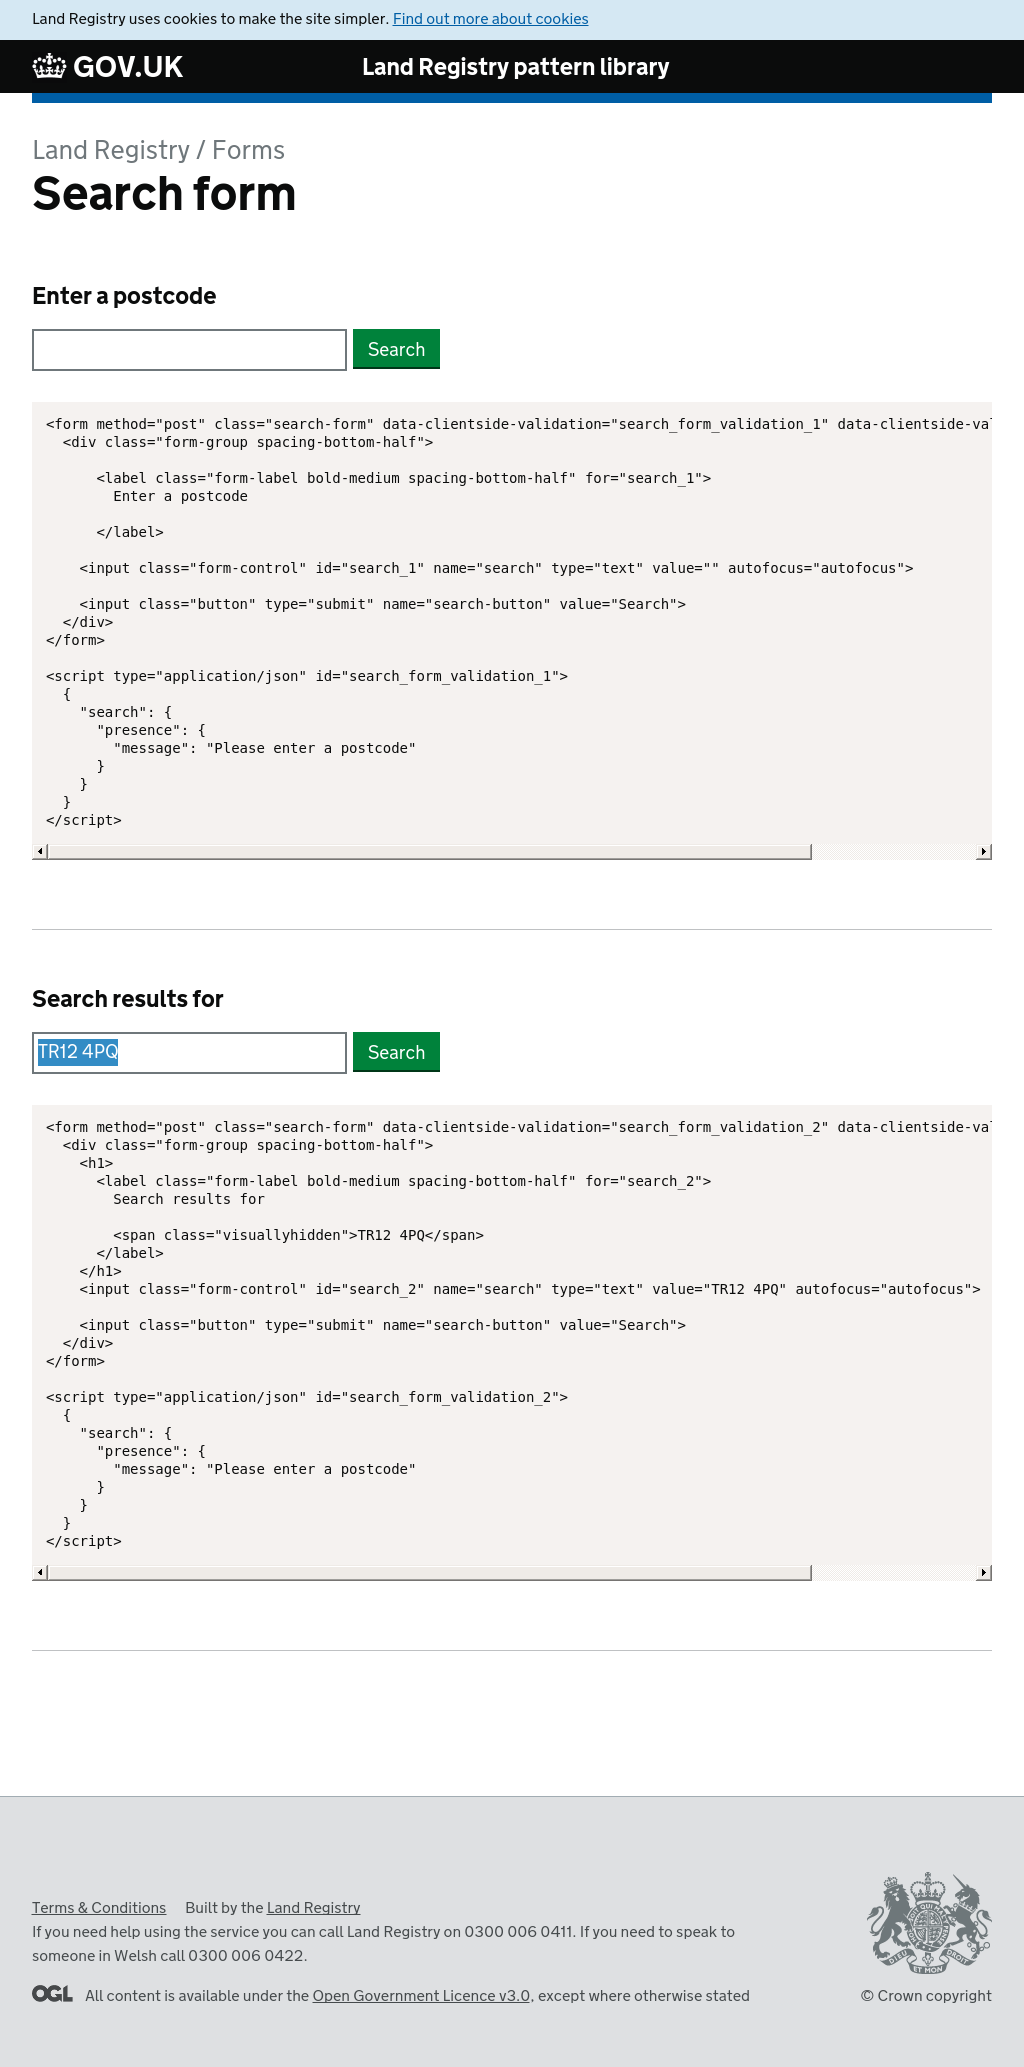 Land Registry uses cookies to make the site simpler. Find out more about cookies
GOV.UK
Land Registry pattern library
Land Registry / Forms
Search form
Enter a postcode
Search
<form method="post" class="search-form" data-clientside-validation="search_form_validation_1" data-clientside-val
  <div class="form-group spacing-bottom-half">
      <label class="form-label bold-medium spacing-bottom-half" for="search_1">
        Enter a postcode
      </label>
    <input class="form-control" id="search_1" name="search" type="text" value="" autofocus="autofocus">
    <input class="button" type="submit" name="search-button" value="Search">
  </div>
</form>
<script type="application/json" id="search_form_validation_1">
  {
    "search": {
      "presence": {
        "message": "Please enter a postcode"
      }
    }
  }
</script>
Search results for
TR12 4PQ
Search
<form method="post" class="search-form" data-clientside-validation="search_form_validation_2" data-clientside-val
  <div class="form-group spacing-bottom-half">
    <h1>
      <label class="form-label bold-medium spacing-bottom-half" for="search_2">
        Search results for
        <span class="visuallyhidden">TR12 4PQ</span>
      </label>
    </h1>
    <input class="form-control" id="search_2" name="search" type="text" value="TR12 4PQ" autofocus="autofocus">
    <input class="button" type="submit" name="search-button" value="Search">
  </div>
</form>
<script type="application/json" id="search_form_validation_2">
  {
    "search": {
      "presence": {
        "message": "Please enter a postcode"
      }
    }
  }
</script>
Terms & Conditions Built by the Land Registry
If you need help using the service you can call Land Registry on 0300 006 0411. If you need to speak to
someone in Welsh call 0300 006 0422.
OGL All content is available under the Open Government Licence v3.0, except where otherwise stated
DIEU ET MON DROIT
© Crown copyright